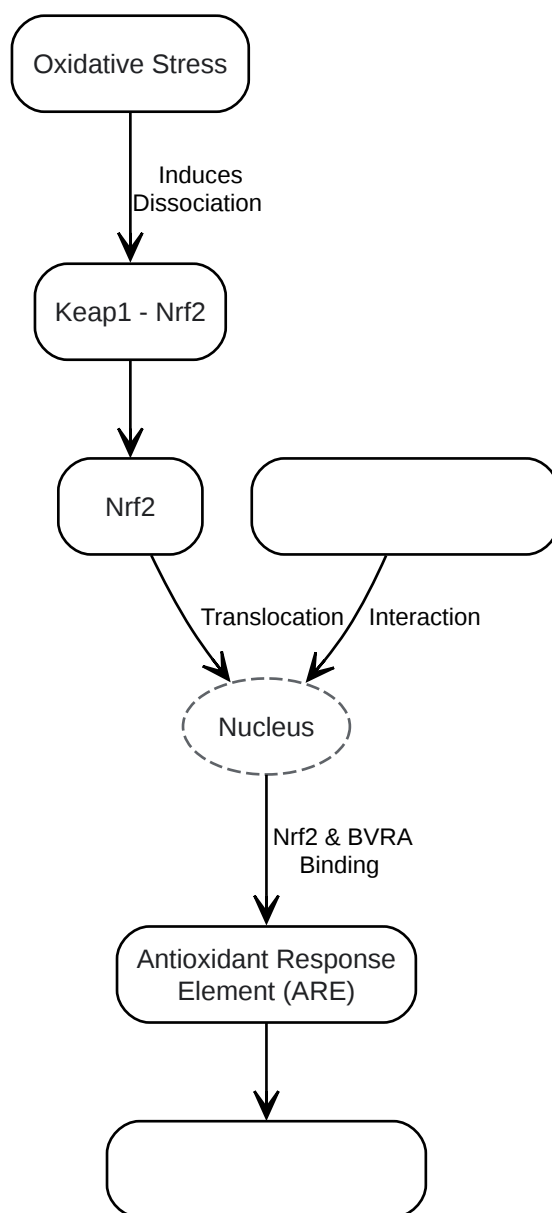 Oxidative Stress
Induces
Dissociation
Keap1 - Nrf2
Nrf2
Translocation
Interaction
Nucleus
Nrf2 & BVRA
Binding
Antioxidant Response
Element (ARE)